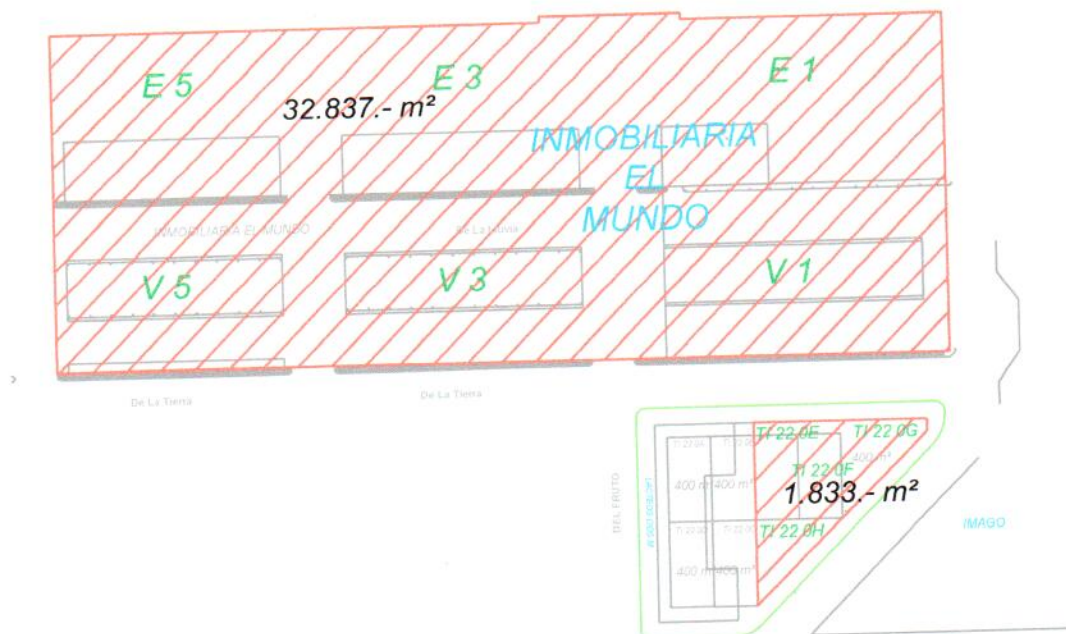 E 5
E 3
E 1
32.837.- m²
INMOBILIARIA
EL
MUNDO
INMOBILIARIA EL MUNDO
De La lluvia
V 5
V 3
V 1
De La Tierra
De La Tierra
TI 22 0E
TI 22 0G
400 m²
TI 22 0F
400 m²
400 m²
1.833.- m²
DEL FRUTO
IMAGO
TI 22 0H
400 m²
400 m²